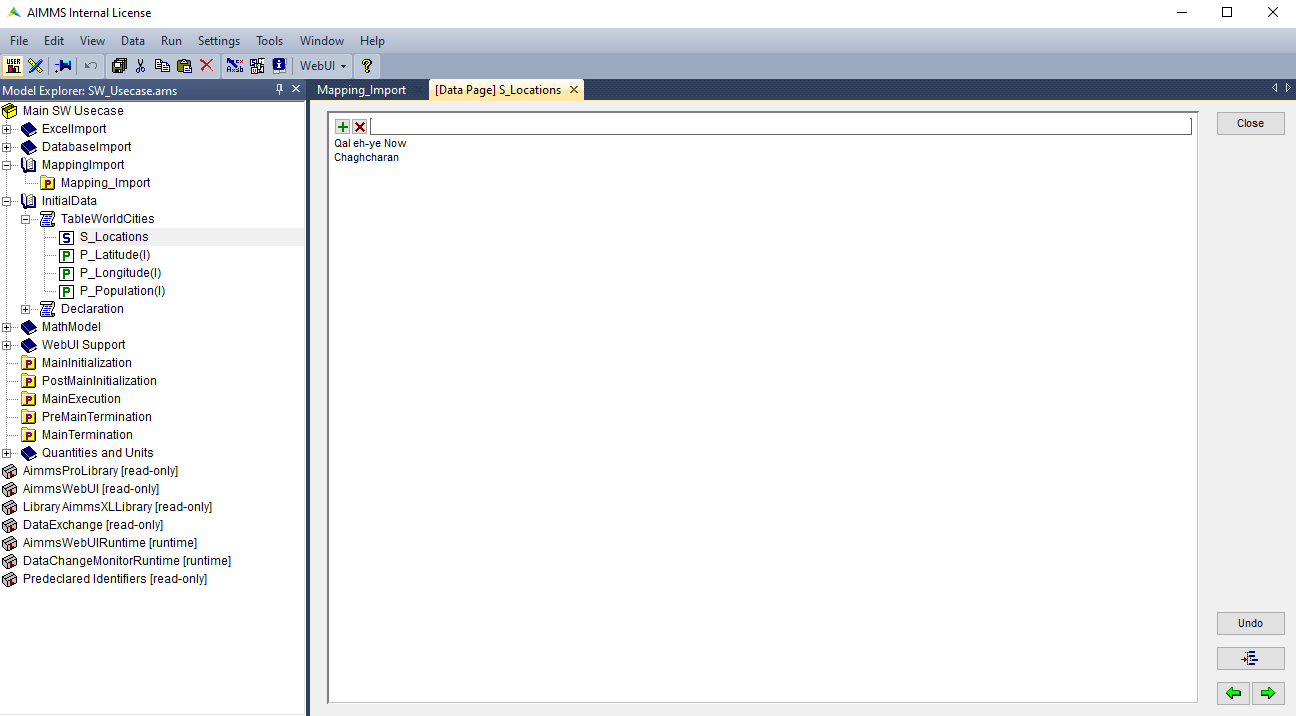 AIMMS Internal License
File Edit View Data Run Settings Tools Window Help
USER WebUI ?
Model Explorer: SW_Usecase.ams
Mapping_Import [Data Page] S_Locations
Main SW Usecase
ExcelImport
DatabaseImport
MappingImport
P Mapping_Import
InitialData
TableWorldCities
S S_Locations
P P_Latitude(l)
P P_Longitude(l)
P P_Population(l)
Declaration
MathModel
WebUI Support
P MainInitialization
P PostMainInitialization
P MainExecution
P PreMainTermination
P MainTermination
Quantities and Units
AimmsProLibrary [read-only]
AimmsWebUI [read-only]
Library AimmsXLLibrary [read-only]
DataExchange [read-only]
AimmsWebUIRuntime [runtime]
DataChangeMonitorRuntime [runtime]
Predeclared Identifiers [read-only]
Qal eh-ye Now
Chaghcharan
Close
Undo